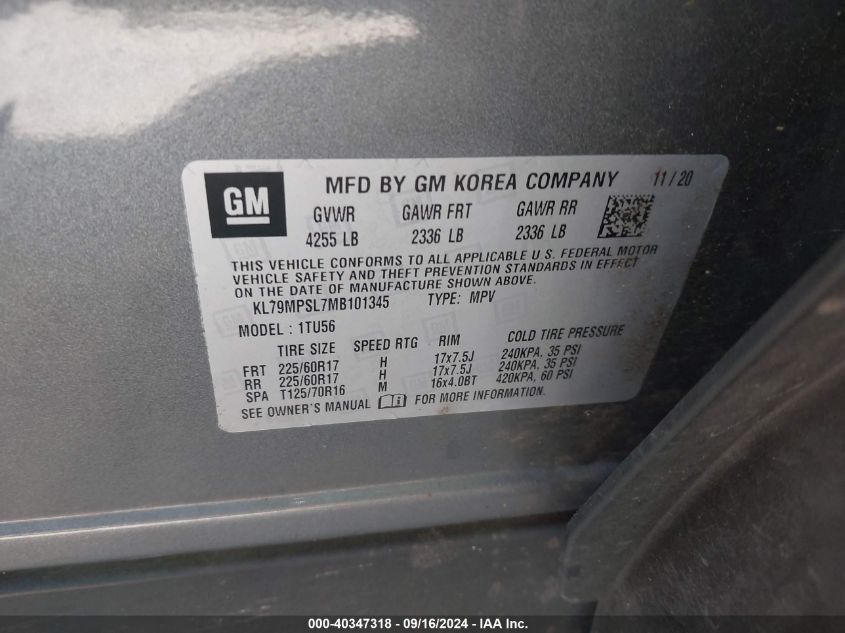 GM
MFD BY GM KOREA COMPANY 11/20
GVWR GAWR FRT GAWR RR
4255 LB 2336 LB 2336 LB
THIS VEHICLE CONFORMS TO ALL APPLICABLE U.S. FEDERAL MOTOR
VEHICLE SAFETY AND THEFT PREVENTION STANDARDS IN EFFECT
ON THE DATE OF MANUFACTURE SHOWN ABOVE.
KL79MPSL7MB101345 TYPE: MPV
MODEL: 1TU56
TIRE SIZE SPEED RTG RIM COLD TIRE PRESSURE
FRT 225/60R17 H 17x7.5J 240KPA, 35 PSI
RR 225/60R17 H 17x7.5J 240KPA, 35 PSI
SPA T125/70R16 M 16x4.0BT 420KPA, 60 PSI
SEE OWNER'S MANUAL i FOR MORE INFORMATION.
000-40347318 - 09/16/2024 - IAA Inc.